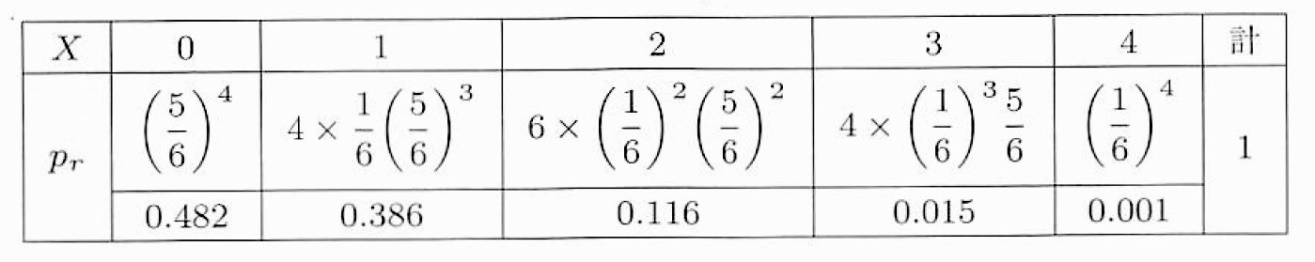 X 0 1 2 3 4 計
p_r (5/6)^4 4 × 1/6 (5/6)^3 6 × (1/6)^2 (5/6)^2 4 × (1/6)^3 5/6 (1/6)^4 1
0.482 0.386 0.116 0.015 0.001